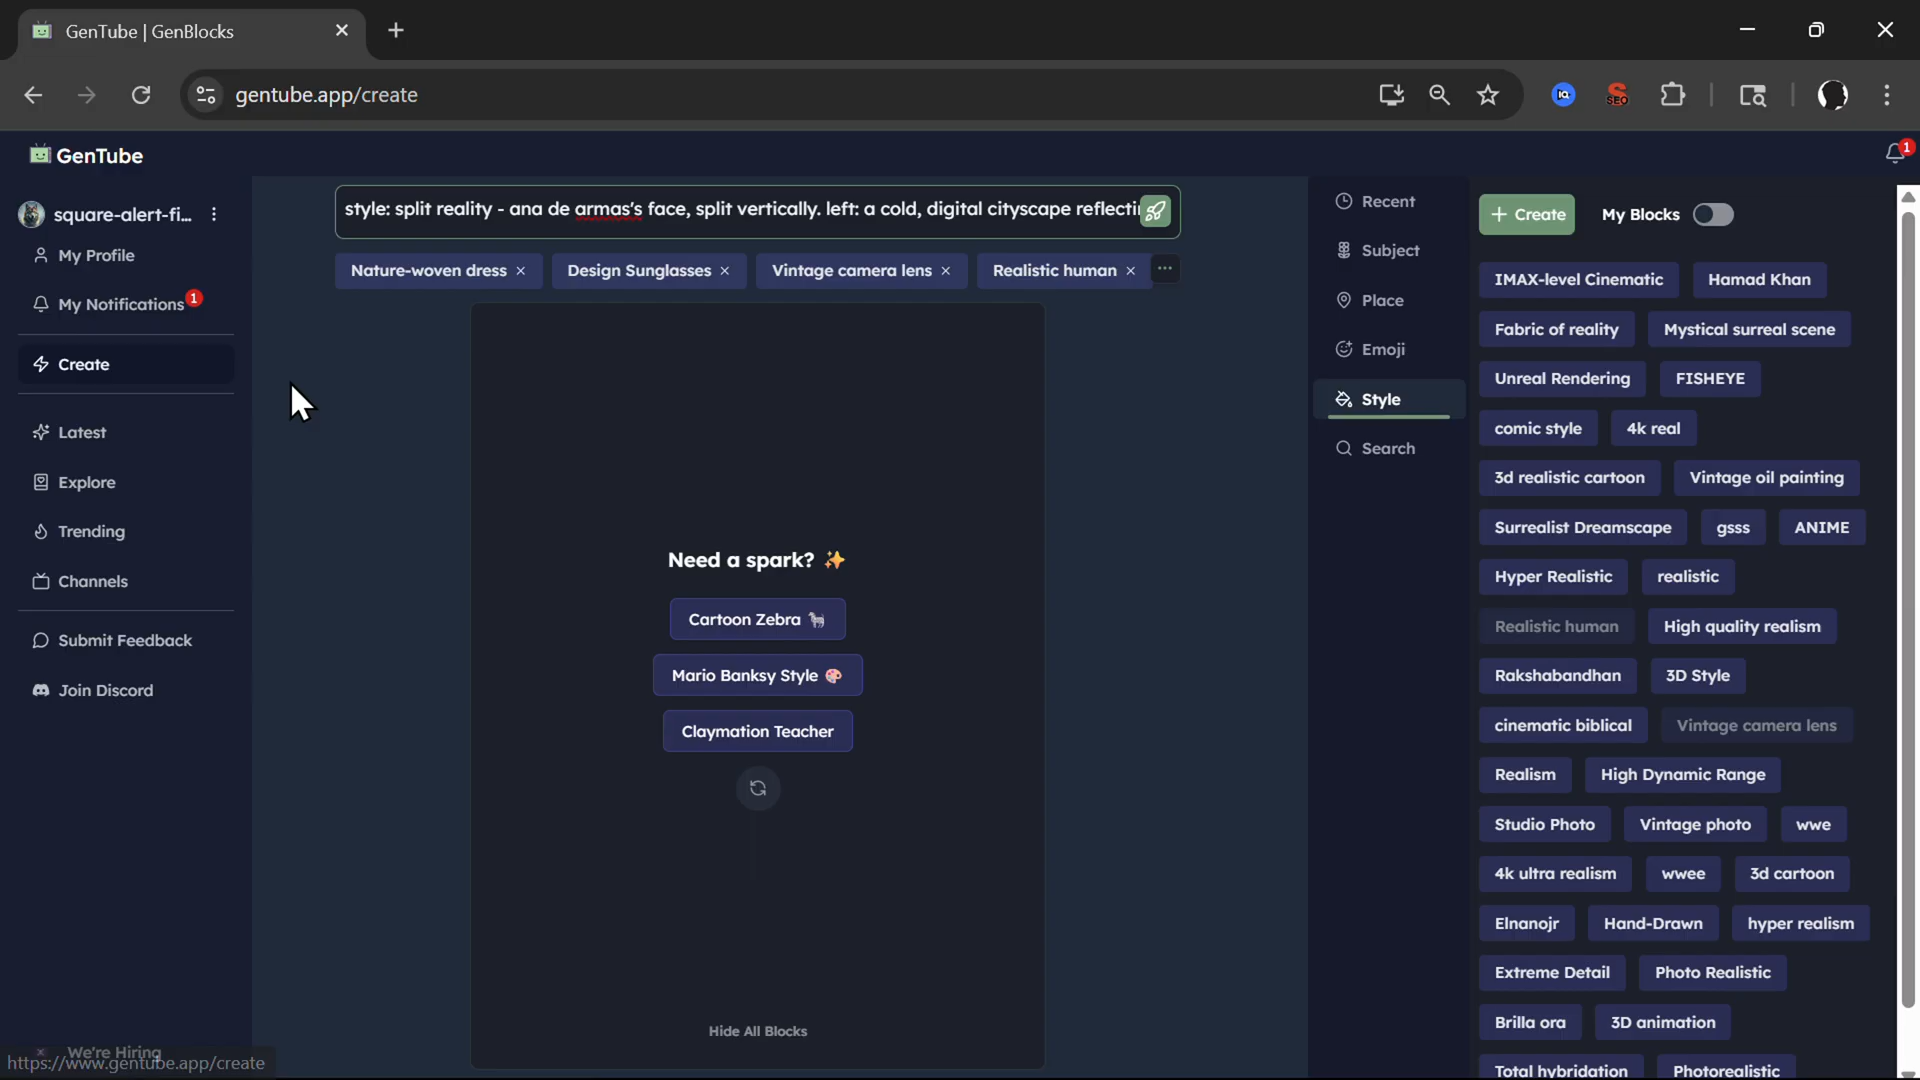 GenTube | GenBlocks
gentube.app/create
GenTube
1
square-alert-fi...
My Profile
My Notifications 1
Create
Latest
Explore
Trending
Channels
Submit Feedback
Join Discord
We're Hiring
https://www.gentube.app/create
style: split reality - ana de armas's face, split vertically. left: a cold, digital cityscape reflecti
Nature-woven dress
Design Sunglasses
Vintage camera lens
Realistic human
Need a spark? ✨
Cartoon Zebra 🦓
Mario Banksy Style 🎨
Claymation Teacher
Hide All Blocks
Recent
Subject
Place
Emoji
Style
Search
+ Create
My Blocks
IMAX-level Cinematic
Hamad Khan
Fabric of reality
Mystical surreal scene
Unreal Rendering
FISHEYE
comic style
4k real
3d realistic cartoon
Vintage oil painting
Surrealist Dreamscape
gsss
ANIME
Hyper Realistic
realistic
Realistic human
High quality realism
Rakshabandhan
3D Style
cinematic biblical
Vintage camera lens
Realism
High Dynamic Range
Studio Photo
Vintage photo
wwe
4k ultra realism
wwee
3d cartoon
Elnanojr
Hand-Drawn
hyper realism
Extreme Detail
Photo Realistic
Brilla ora
3D animation
Total hybridation
Photorealistic